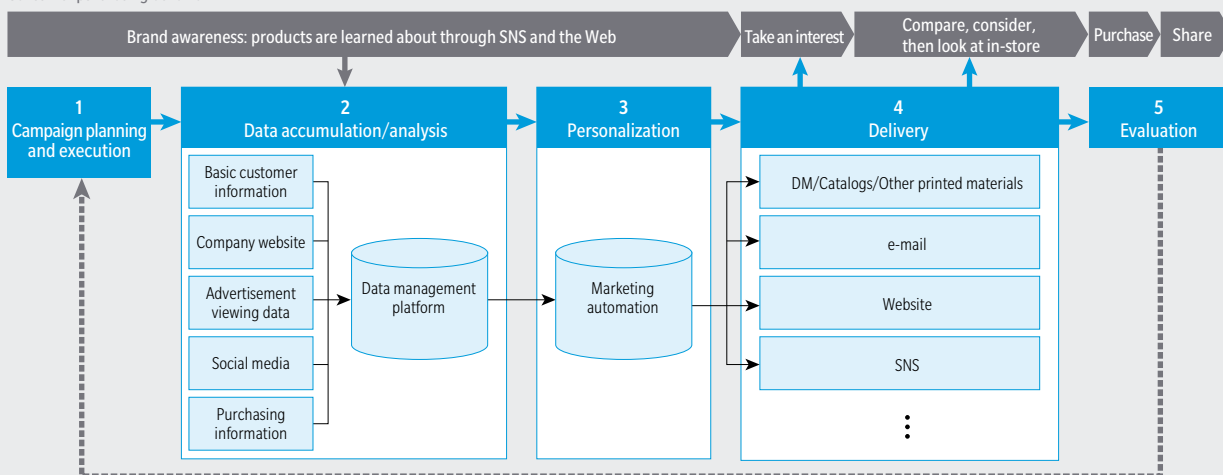 Brand awareness: products are learned about through SNS and the Web
Take an interest
Compare, consider,
then look at in-store
Purchase
Share
1
Campaign planning
and execution
2
Data accumulation/analysis
3
Personalization
4
Delivery
5
Evaluation
Basic customer
information
Company website
Advertisement
viewing data
Social media
Purchasing
information
Data management
platform
Marketing
automation
DM/Catalogs/Other printed materials
e-mail
Website
SNS